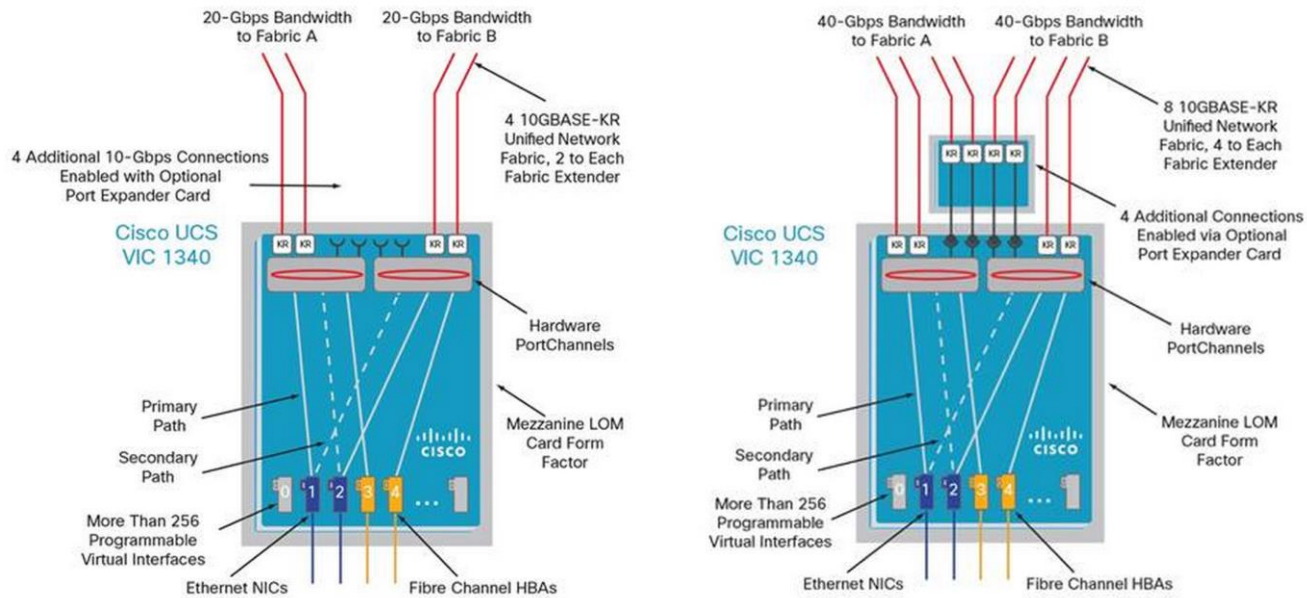 20-Gbps Bandwidth
to Fabric A
20-Gbps Bandwidth
to Fabric B
4 10GBASE-KR
Unified Network
Fabric, 2 to Each
Fabric Extender
4 Additional 10-Gbps Connections
Enabled with Optional
Port Expander Card
Cisco UCS
VIC 1340
KR
KR
KR
KR
Hardware
PortChannels
Primary
Path
Mezzanine LOM
Card Form
Factor
CISCO
Secondary
Path
0
1
2
3
4
...
More Than 256
Programmable
Virtual Interfaces
Ethernet NICs
Fibre Channel HBAs
40-Gbps Bandwidth
to Fabric A
40-Gbps Bandwidth
to Fabric B
8 10GBASE-KR
Unified Network
Fabric, 4 to Each
Fabric Extender
KR
KR
KR
KR
4 Additional Connections
Enabled via Optional
Port Expander Card
Cisco UCS
VIC 1340
KR
KR
KR
KR
Hardware
PortChannels
Primary
Path
Mezzanine LOM
Card Form
Factor
CISCO
Secondary
Path
0
1
2
3
4
...
More Than 256
Programmable
Virtual Interfaces
Ethernet NICs
Fibre Channel HBAs